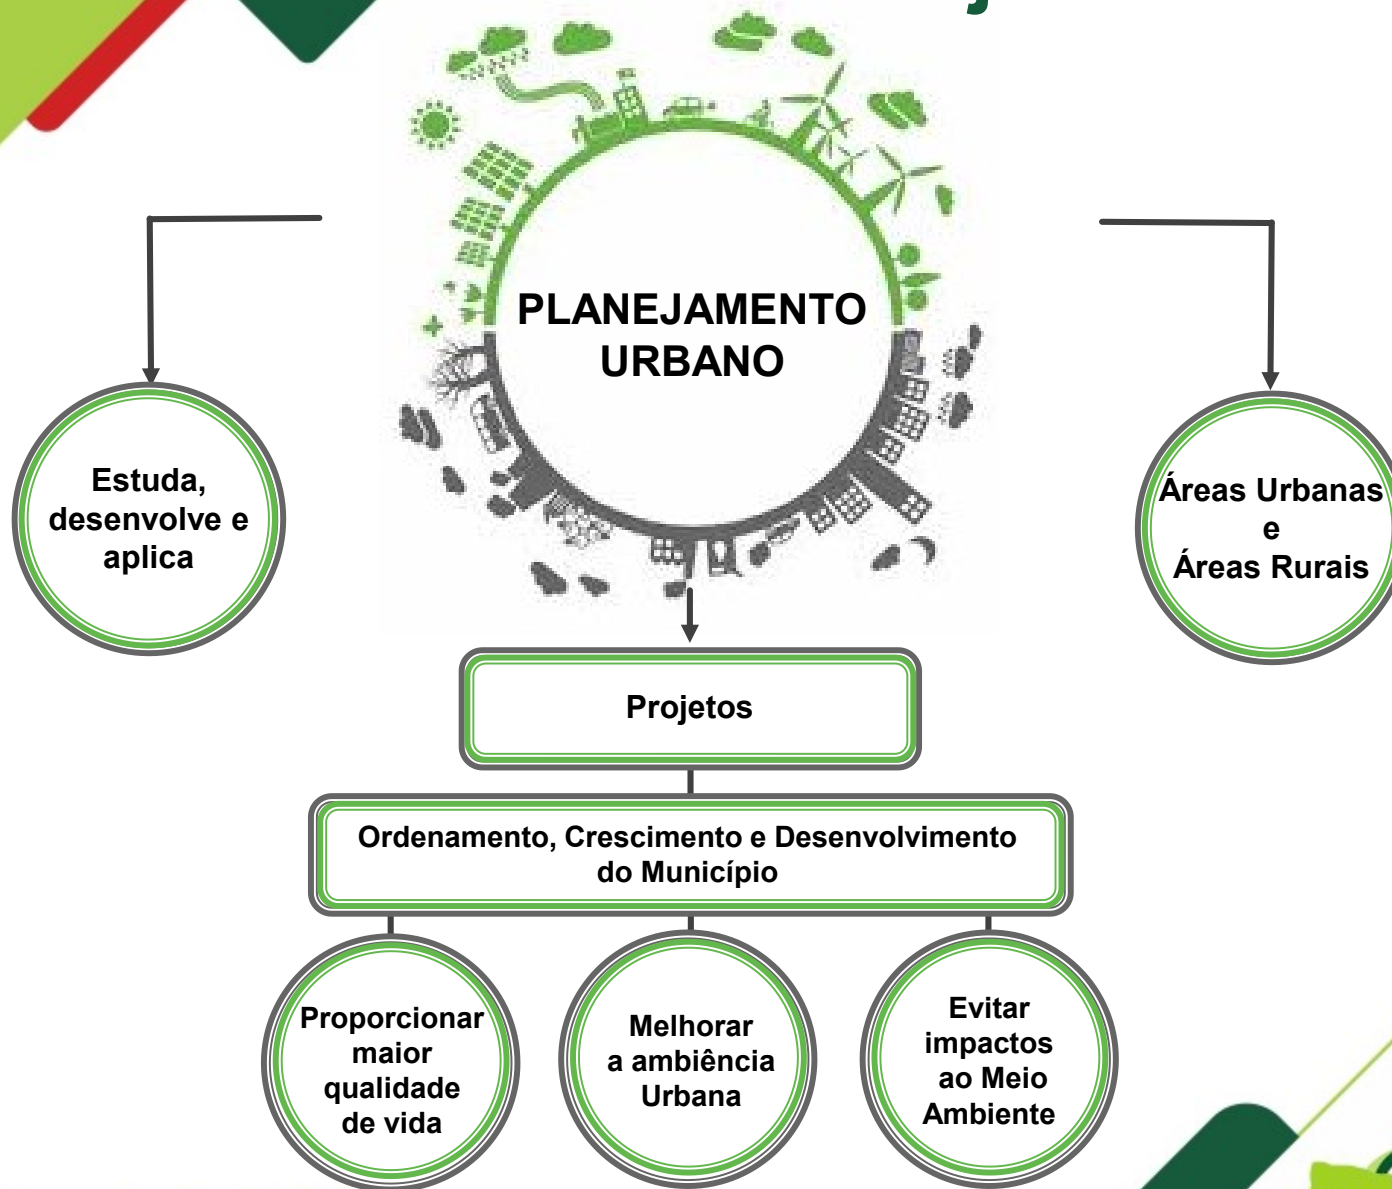 PLANEJAMENTO
URBANO
Estuda,
desenvolve e
aplica
Áreas Urbanas
e
Áreas Rurais
Projetos
Ordenamento, Crescimento e Desenvolvimento
do Município
Proporcionar
maior
qualidade
de vida
Melhorar
a ambiência
Urbana
Evitar
impactos
ao Meio
Ambiente